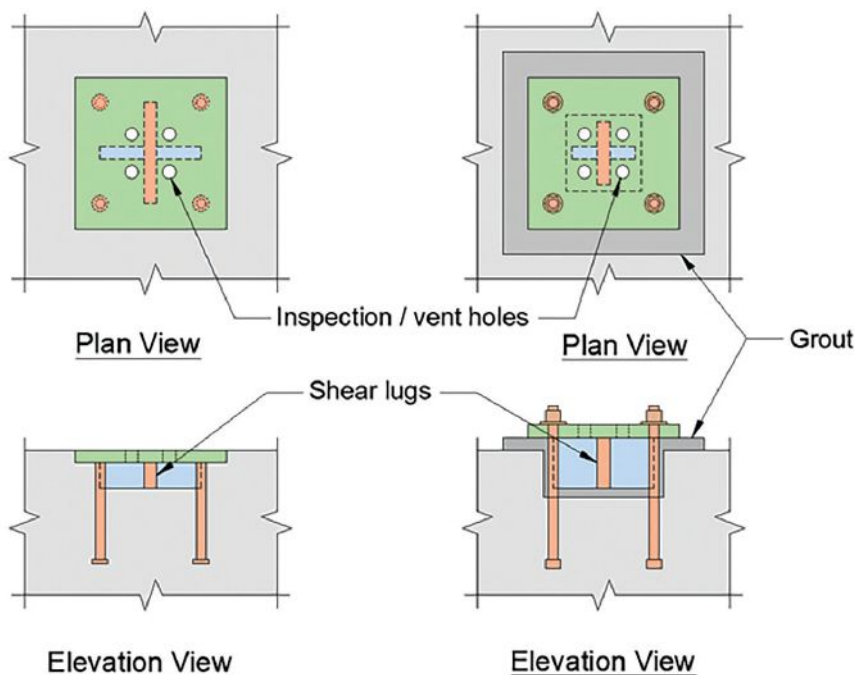 Inspection / vent holes
Plan View
Plan View
Grout
Shear lugs
Elevation View
Elevation View